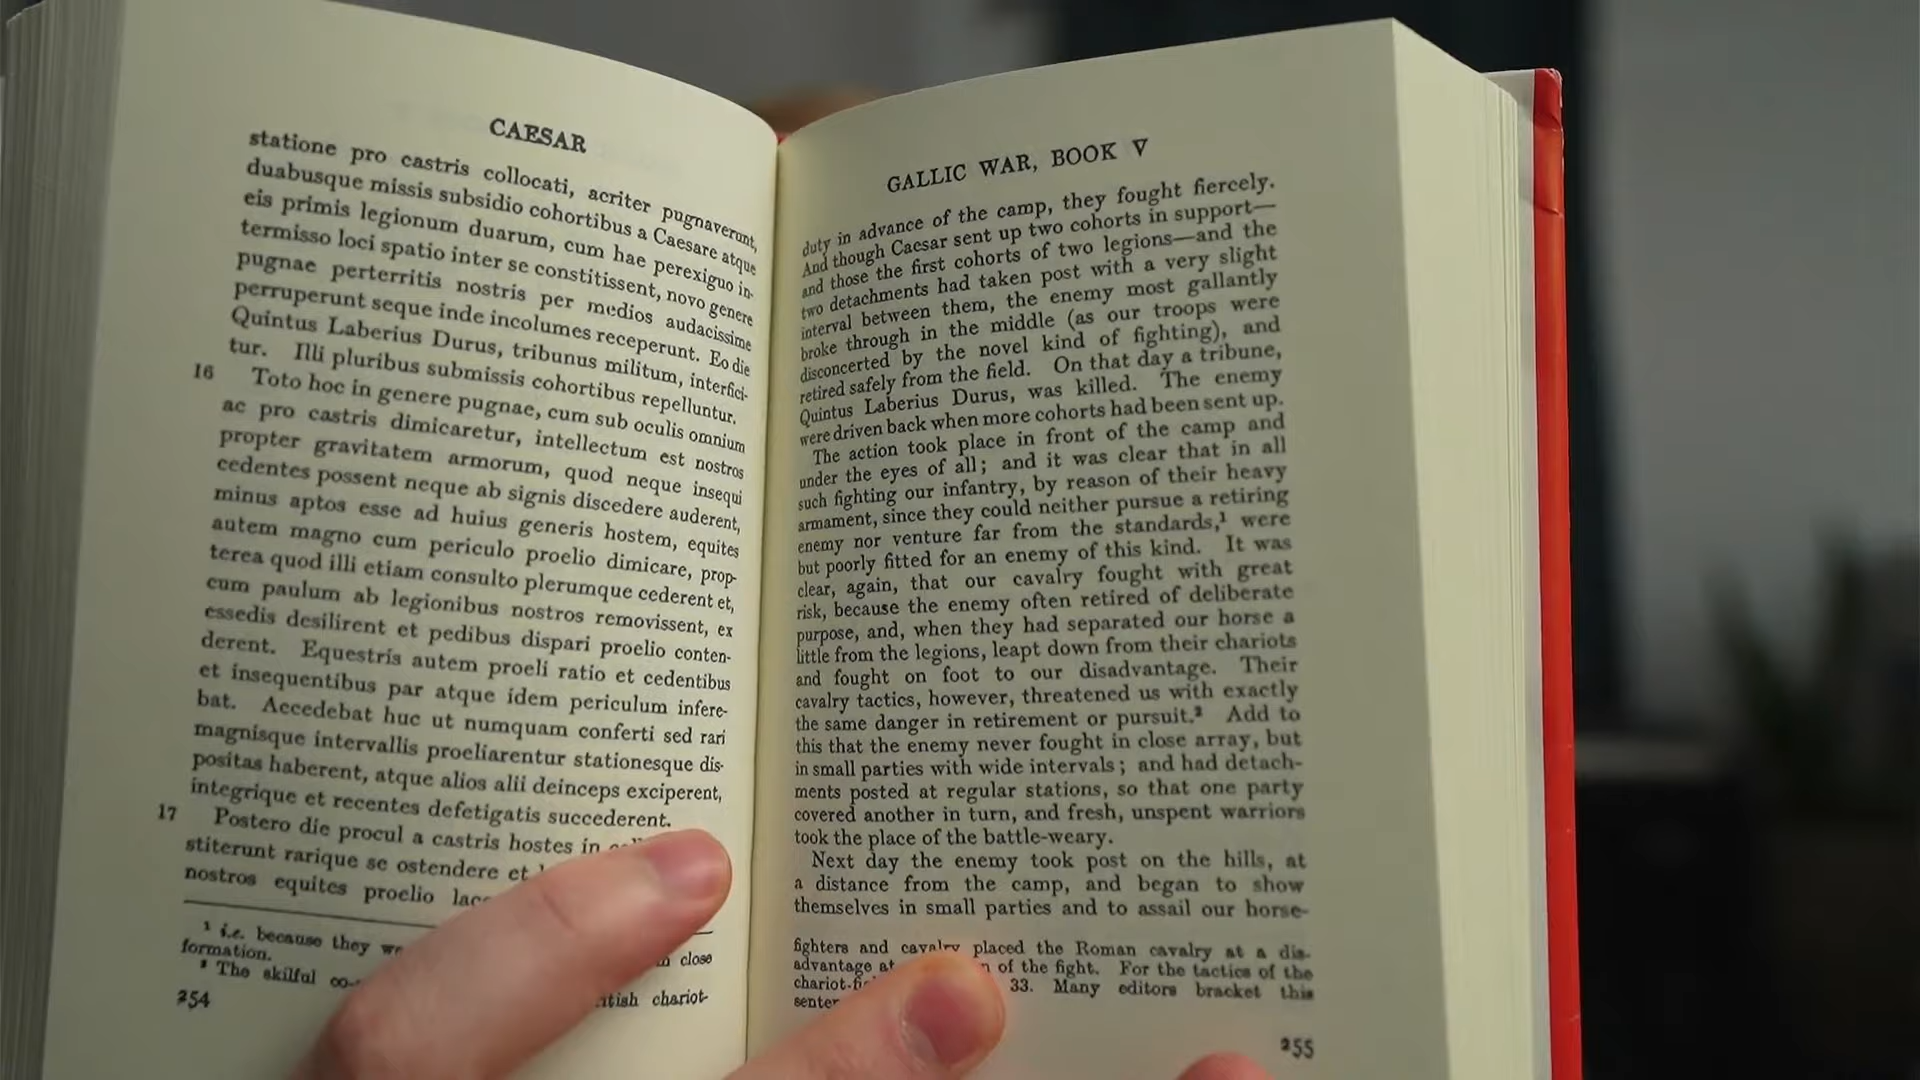 CAESAR
statione pro castris collocati, acriter pugnaverunt,
duabusque missis subsidio cohortibus a Caesare atque
eis primis legionum duarum, cum hae perexiguo in-
termisso loci spatio inter se constitissent, novo genere
pugnae perterritis nostris per medios audacissime
perruperunt seque inde incolumes receperunt. Eo die
Quintus Laberius Durus, tribunus militum, interfici-
tur. Illi pluribus submissis cohortibus repelluntur.
16 Toto hoc in genere pugnae, cum sub oculis omnium
ac pro castris dimicaretur, intellectum est nostros
propter gravitatem armorum, quod neque insequi
cedentes possent neque ab signis discedere auderent,
minus aptos esse ad huius generis hostem, equites
autem magno cum periculo proelio dimicare, prop-
terea quod illi etiam consulto plerumque cederent et,
cum paulum ab legionibus nostros removissent, ex
essedis desilirent et pedibus dispari proelio conten-
derent. Equestris autem proeli ratio et cedentibus
et insequentibus par atque idem periculum infere-
bat. Accedebat huc ut numquam conferti sed rari
magnisque intervallis proeliarentur stationesque dis-
positas haberent, atque alios alii deinceps exciperent,
integrique et recentes defetigatis succederent.
17 Postero die procul a castris hostes in
stiterunt rarique se ostendere et
nostros equites proelio
1 i.e. because they close
formation.
2 The skilful chariot-
254
GALLIC WAR, BOOK V
duty in advance of the camp, they fought fiercely.
And though Caesar sent up two cohorts in support—
and those the first cohorts of two legions—and the
two detachments had taken post with a very slight
interval between them, the enemy most gallantly
broke through in the middle (as our troops were
disconcerted by the novel kind of fighting), and
retired safely from the field. On that day a tribune,
Quintus Laberius Durus, was killed. The enemy
were driven back when more cohorts had been sent up.
The action took place in front of the camp and
under the eyes of all; and it was clear that in all
such fighting our infantry, by reason of their heavy
armament, since they could neither pursue a retiring
enemy nor venture far from the standards,1 were
but poorly fitted for an enemy of this kind. It was
clear, again, that our cavalry fought with great
risk, because the enemy often retired of deliberate
purpose, and, when they had separated our horse a
little from the legions, leapt down from their chariots
and fought on foot to our disadvantage. Their
cavalry tactics, however, threatened us with exactly
the same danger in retirement or pursuit.2 Add to
this that the enemy never fought in close array, but
in small parties with wide intervals; and had detach-
ments posted at regular stations, so that one party
covered another in turn, and fresh, unspent warriors
took the place of the battle-weary.
Next day the enemy took post on the hills, at
a distance from the camp, and began to show
themselves in small parties and to assail our horse-
fighters and cavalry placed the Roman cavalry at a dis-
advantage at of the fight. For the tactics of the
33. Many editors bracket this
255